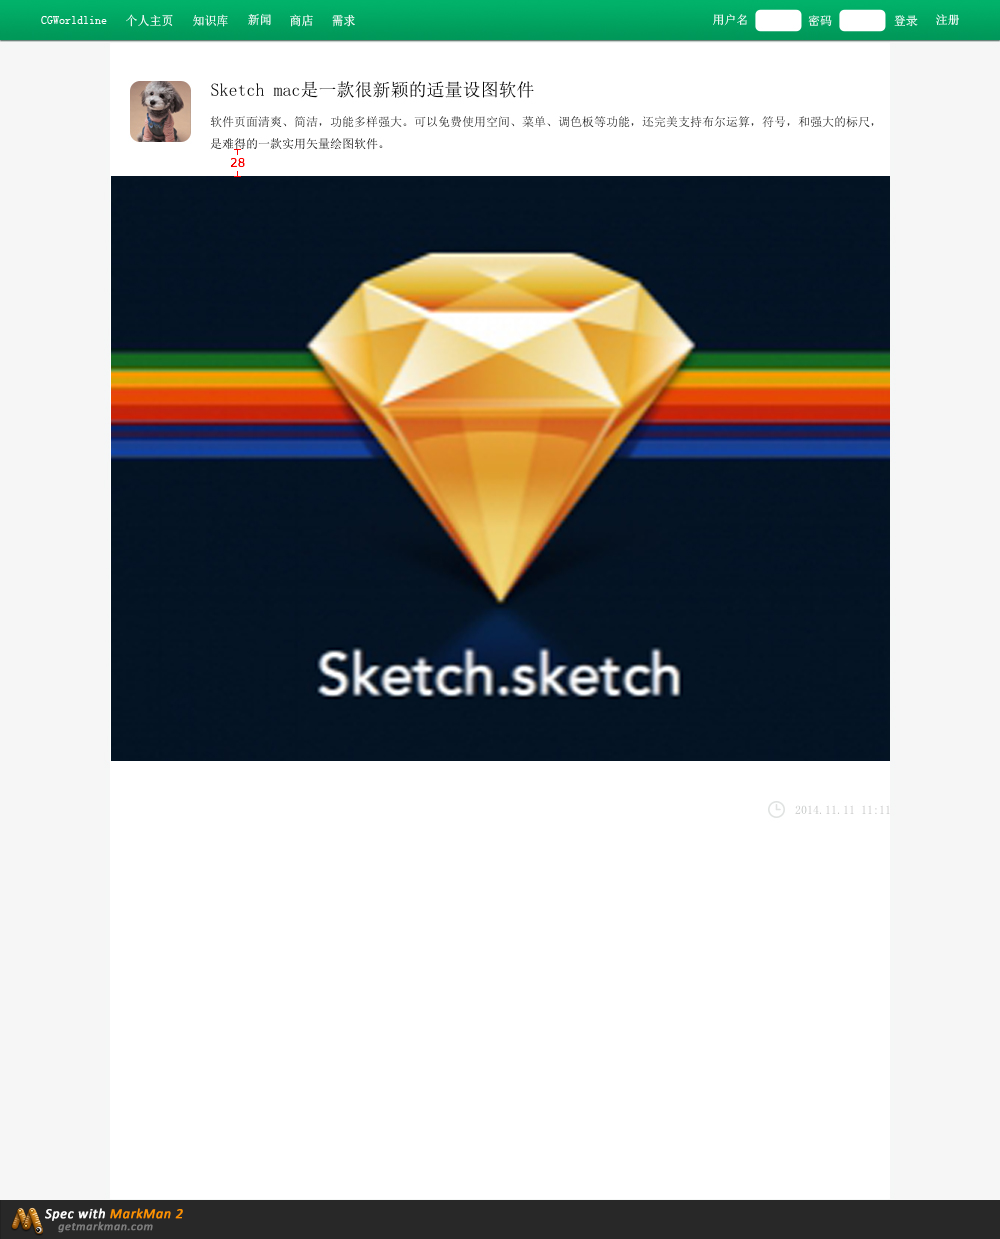 CGWorldline 个人主页 知识库 新闻 商店 需求 用户名 密码 登录 注册
Sketch mac是一款很新颖的适量设图软件
软件页面清爽、简洁，功能多样强大。可以免费使用空间、菜单、调色板等功能，还完美支持布尔运算，符号，和强大的标尺，
是难得的一款实用矢量绘图软件。
28
Sketch.sketch
2014.11.11 11:11
Spec with MarkMan 2
getmarkman.com